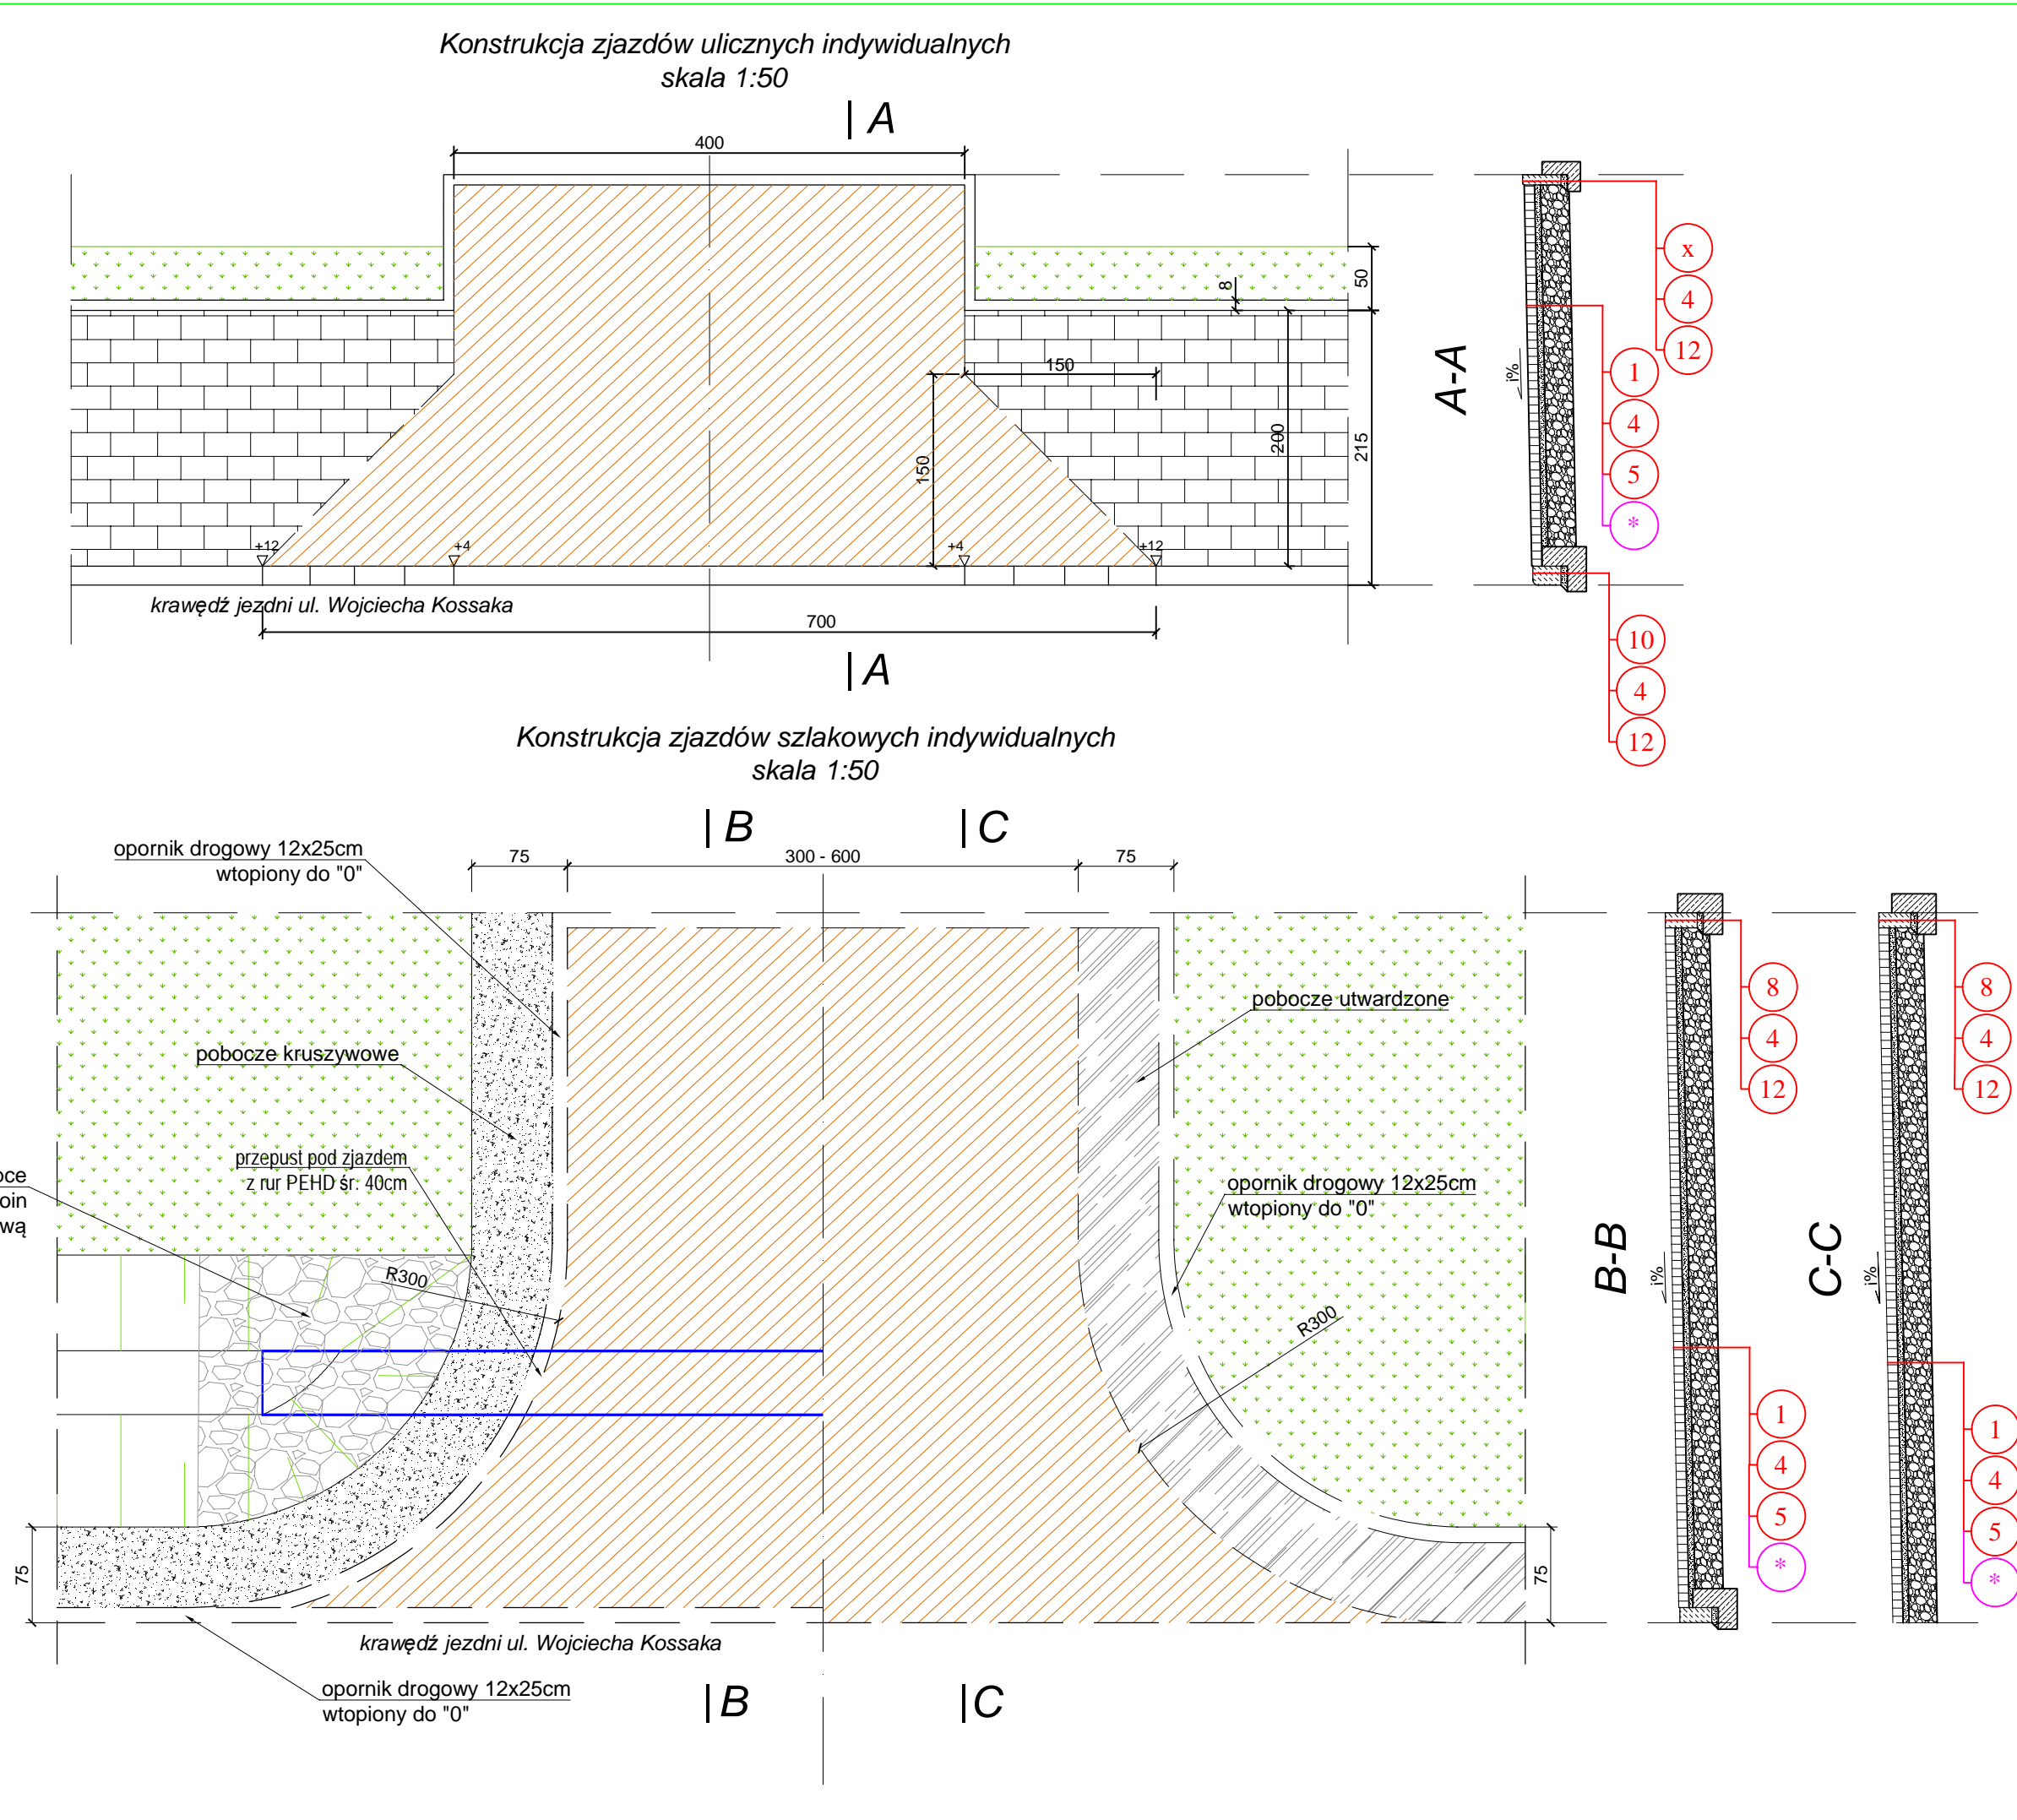 Konstrukcja zjazdów ulicznych indywidualnych
skala 1:50
A
400
8
50
150
150
200
215
+12
+4
+4
+12
krawędź jezdni ul. Wojciecha Kossaka
700
A
A-A
i%
x
4
12
1
4
5
*
10
4
12
Konstrukcja zjazdów szlakowych indywidualnych
skala 1:50
B
C
opornik drogowy 12x25cm
wtopiony do "0"
75
300 - 600
75
pobocze utwardzone
pobocze kruszywowe
przepust pod zjazdem
z rur PEHD śr. 40cm
opornik drogowy 12x25cm
wtopiony do "0"
R300
R300
75
75
krawędź jezdni ul. Wojciecha Kossaka
opornik drogowy 12x25cm
wtopiony do "0"
B
C
B-B
i%
8
4
12
1
4
5
*
C-C
i%
8
4
12
1
4
5
*